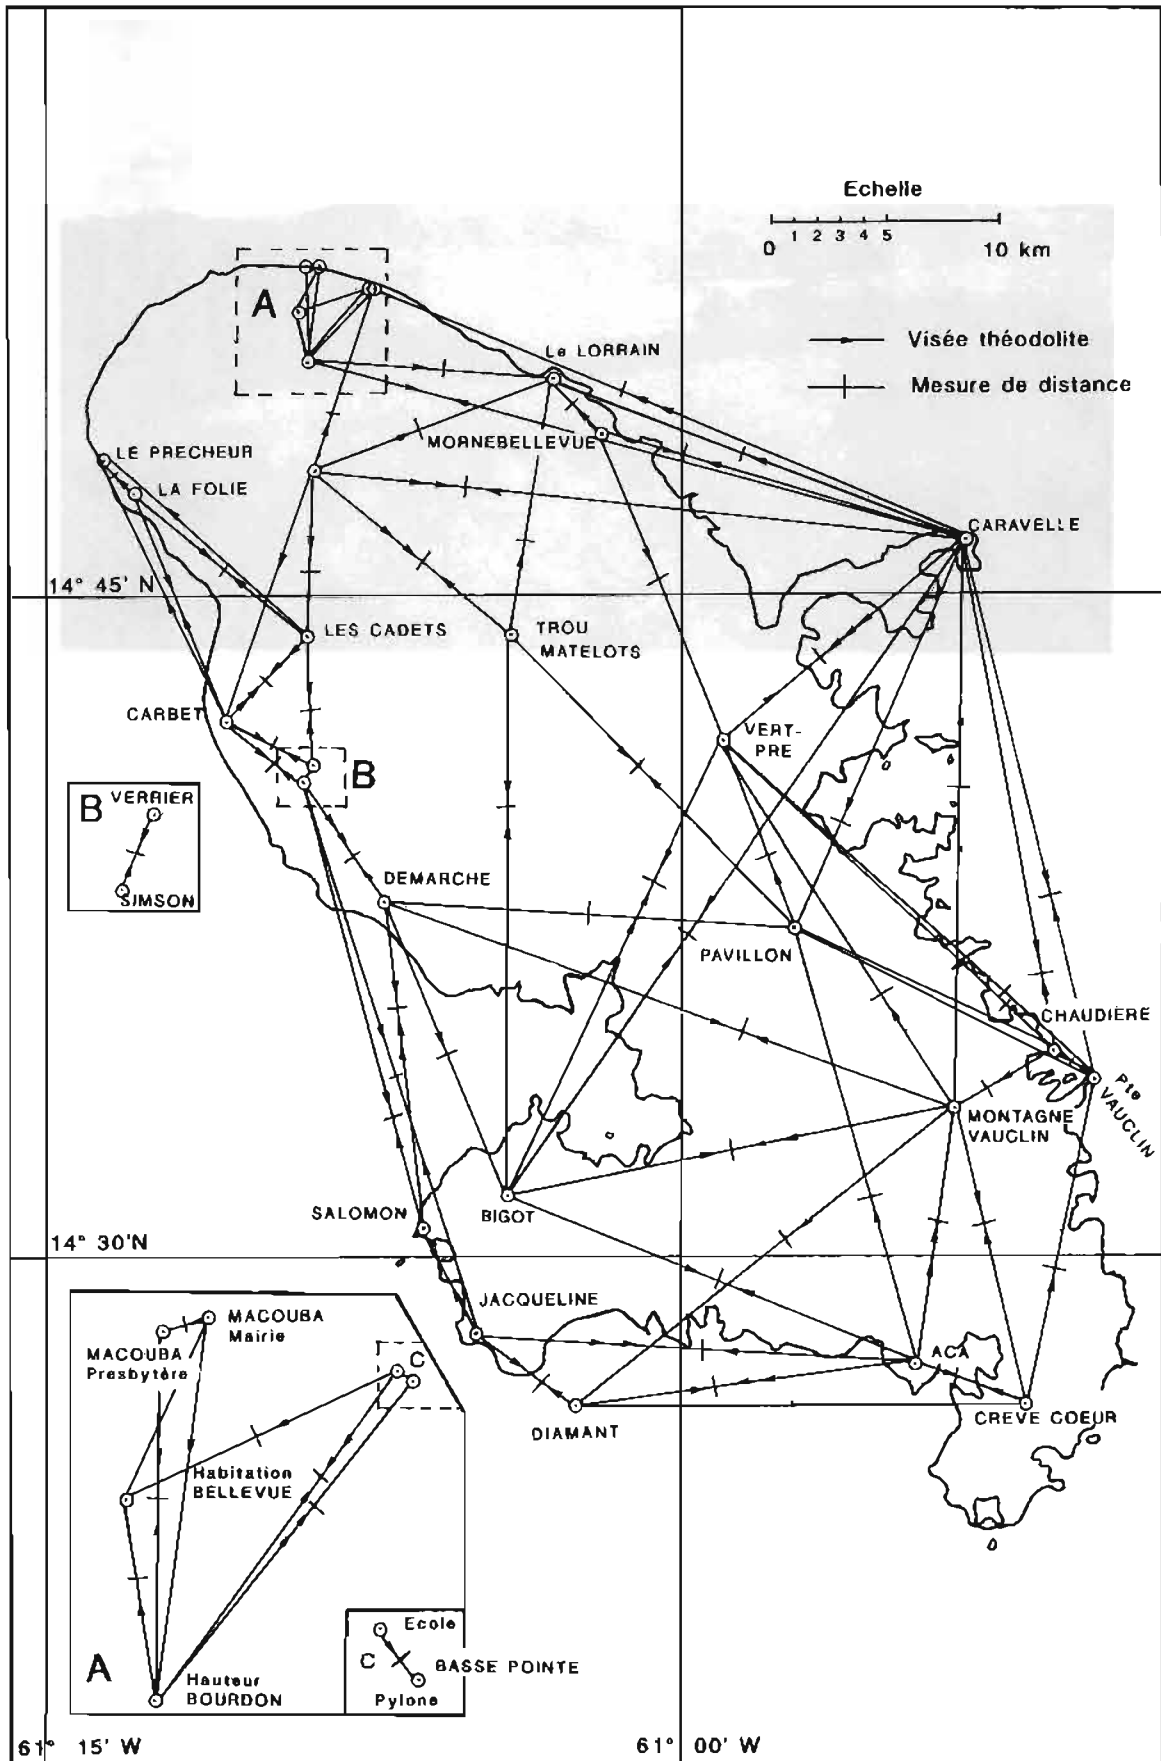 Echelle
0 1 2 3 4 5 10 km
Visée théodolite
Mesure de distance
A
Le LORRAIN
MORNEBELLEVUE
LE PRECHEUR
LA FOLIE
CARAVELLE
14° 45' N
LES CADETS
TROU
MATELOTS
CARBET
VERT-
PRE
B
B
VERRIER
SIMSON
DEMARCHE
PAVILLON
CHAUDIÈRE
Pte
VAUCLIN
MONTAGNE
VAUCLIN
SALOMON
BIGOT
14° 30'N
JACQUELINE
ACA
DIAMANT
CREVE COEUR
MACOUBA
Mairie
MACOUBA
Presbytère
C
Habitation
BELLEVUE
Ecole
C
BASSE POINTE
Pylone
A
Hauteur
BOURDON
61° 15' W
61° 00' W